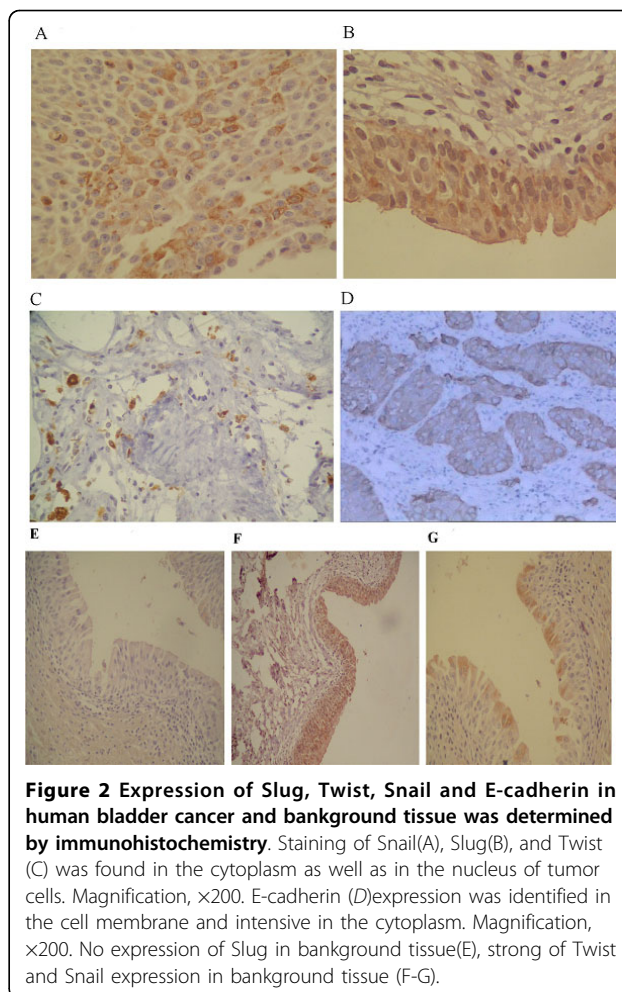 A
B
C
D
E
F
G
Figure 2 Expression of Slug, Twist, Snail and E-cadherin in
human bladder cancer and bankground tissue was determined
by immunohistochemistry. Staining of Snail(A), Slug(B), and Twist
(C) was found in the cytoplasm as well as in the nucleus of tumor
cells. Magnification, ×200. E-cadherin (D)expression was identified in
the cell membrane and intensive in the cytoplasm. Magnification,
×200. No expression of Slug in background tissue(E), strong of Twist
and Snail expression in background tissue (F-G).